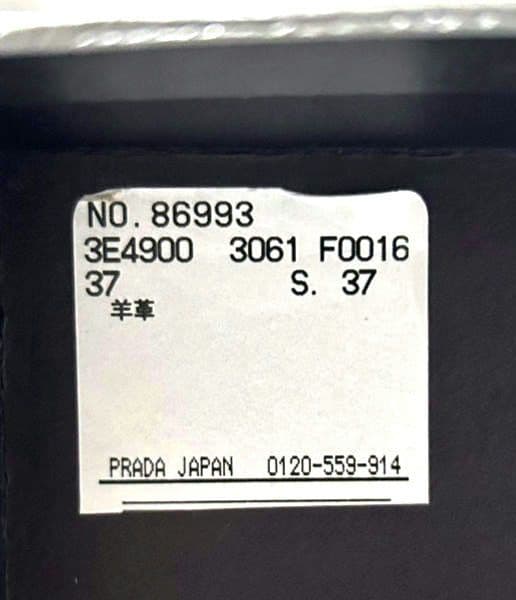 NO. 86993
3E4900 3061 F0016
37 S. 37
羊革
PRADA JAPAN 0120-559-914